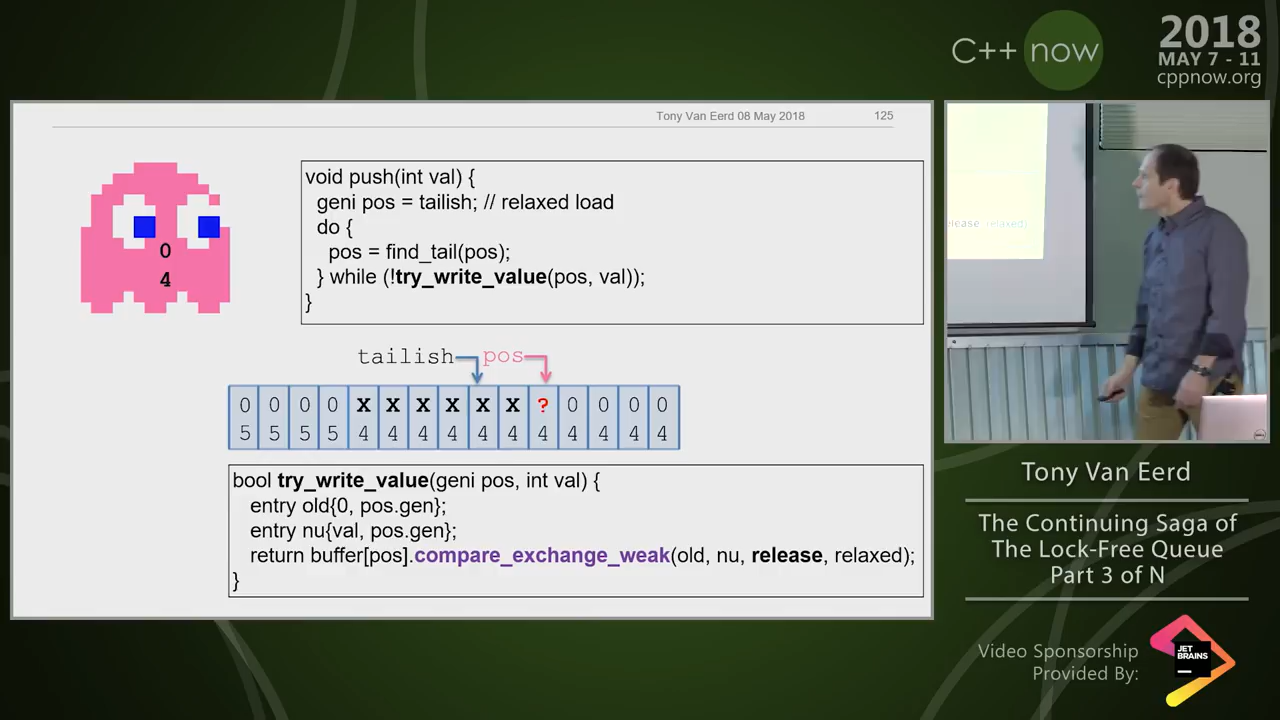 C++ now
2018
MAY 7 - 11
cppnow.org
Tony Van Eerd 08 May 2018 125
void push(int val) {
geni pos = tailish; // relaxed load
do {
pos = find_tail(pos);
} while (!try_write_value(pos, val));
}
0
4
tailish pos
0 0 0 0 X X X X X X ? 0 0 0 0
5 5 5 5 4 4 4 4 4 4 4 4 4 4 4
bool try_write_value(geni pos, int val) {
entry old{0, pos.gen};
entry nu{val, pos.gen};
return buffer[pos].compare_exchange_weak(old, nu, release, relaxed);
}
release, relaxed)
Tony Van Eerd
The Continuing Saga of
The Lock-Free Queue
Part 3 of N
Video Sponsorship
Provided By:
JET
BRAINS